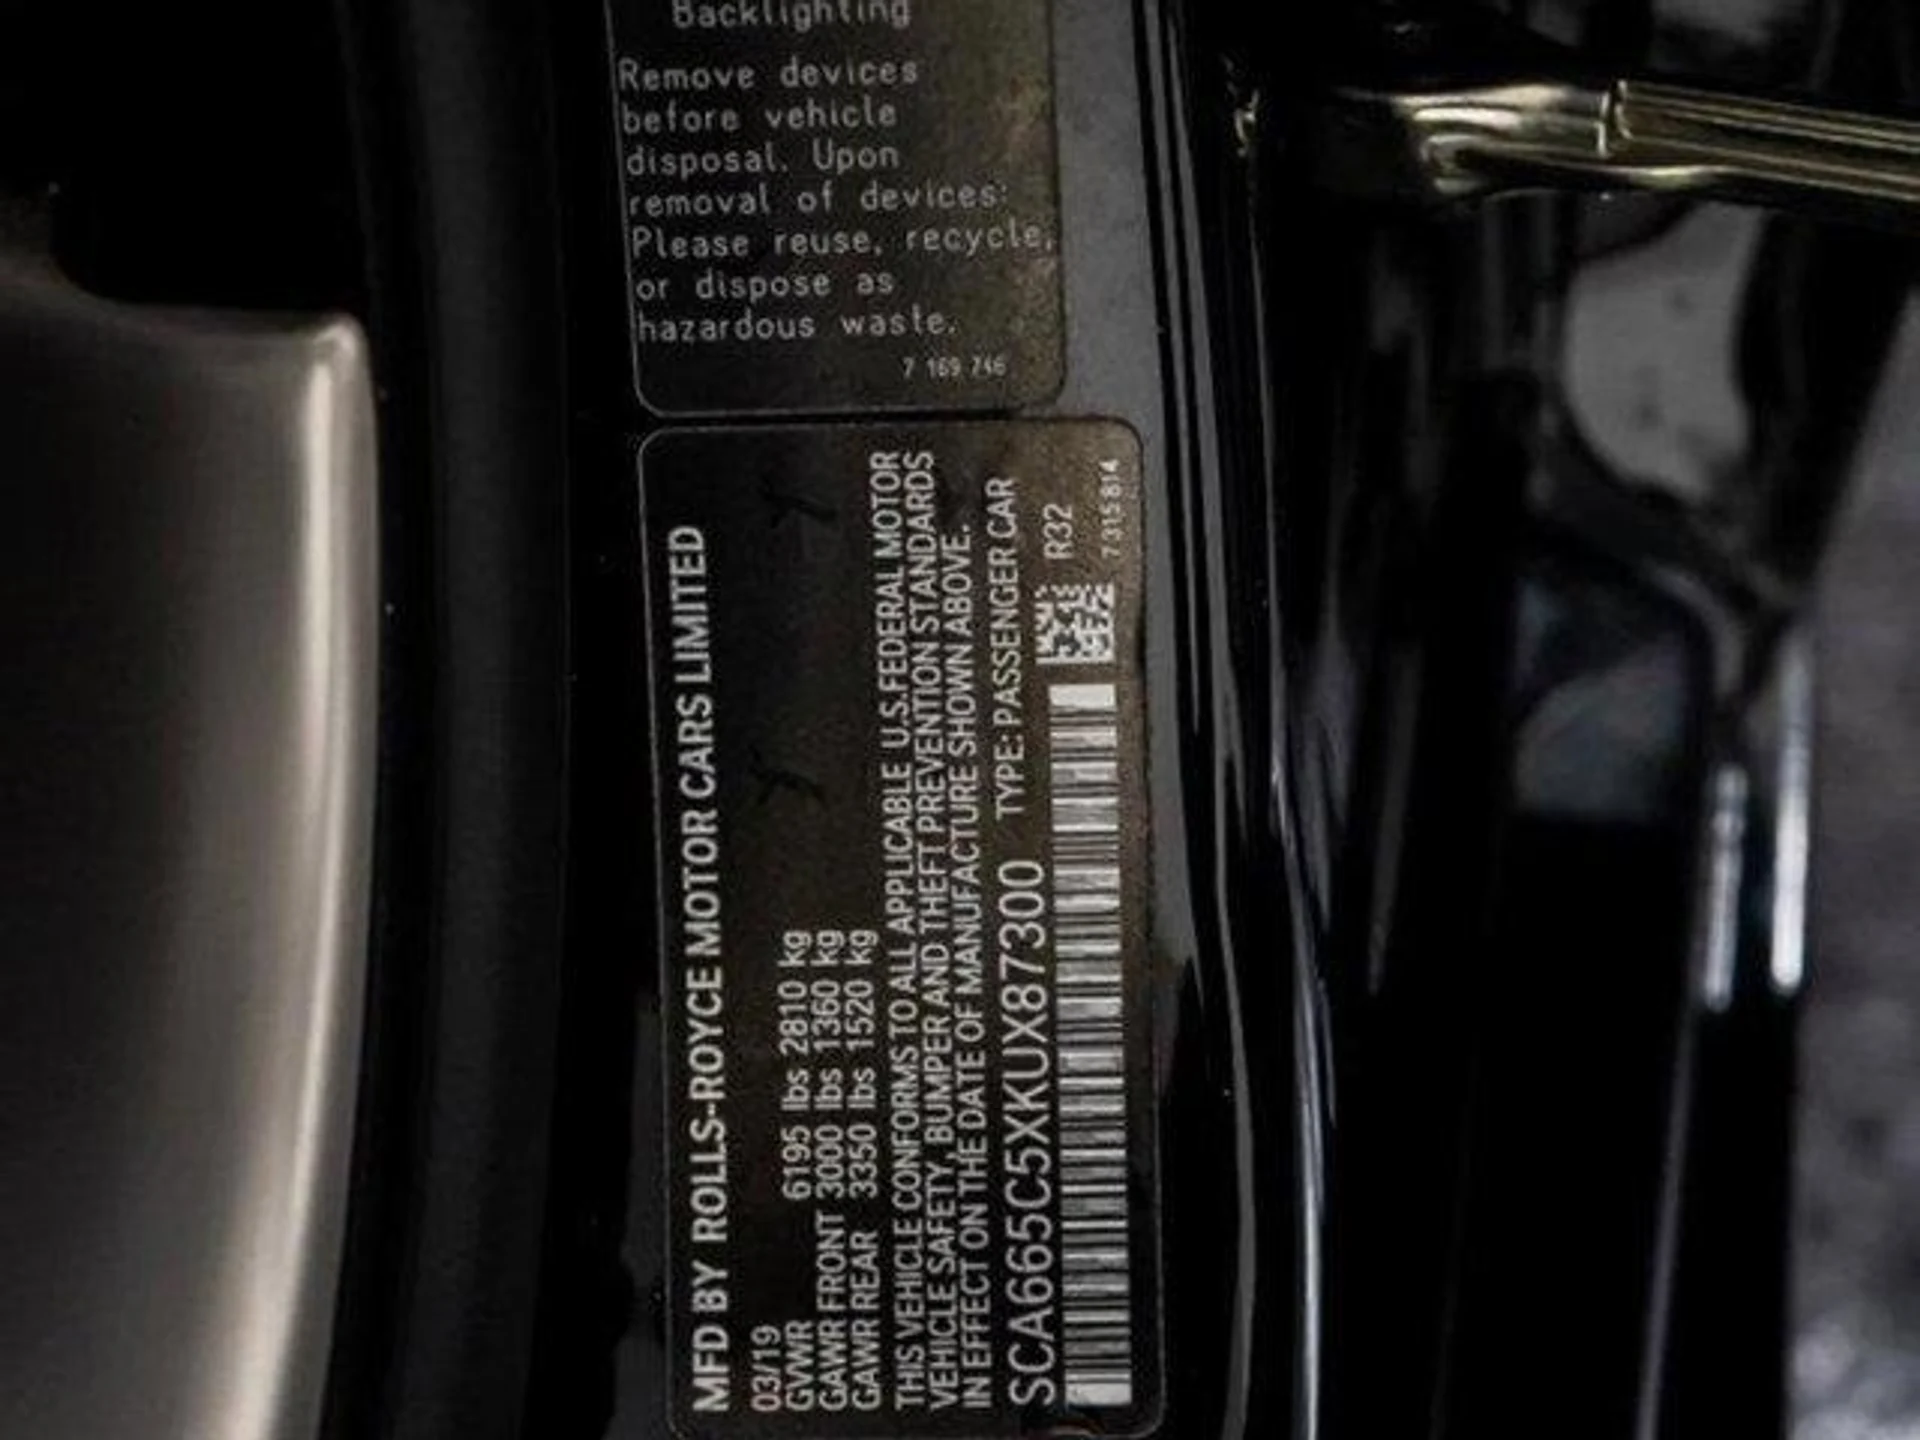 Backlighting
Remove devices
before vehicle
disposal. Upon
removal of devices:
Please reuse, recycle,
or dispose as
hazardous waste.
7 169 746
MFD BY ROLLS-ROYCE MOTOR CARS LIMITED
03/19
GVWR 6195 lbs 2810 kg
GAWR FRONT 3000 lbs 1360 kg
GAWR REAR 3350 lbs 1520 kg
THIS VEHICLE CONFORMS TO ALL APPLICABLE U.S.FEDERAL MOTOR
VEHICLE SAFETY, BUMPER AND THEFT PREVENTION STANDARDS
IN EFFECT ON THE DATE OF MANUFACTURE SHOWN ABOVE.
SCA665C5XKUX87300 TYPE: PASSENGER CAR
R32
7315814